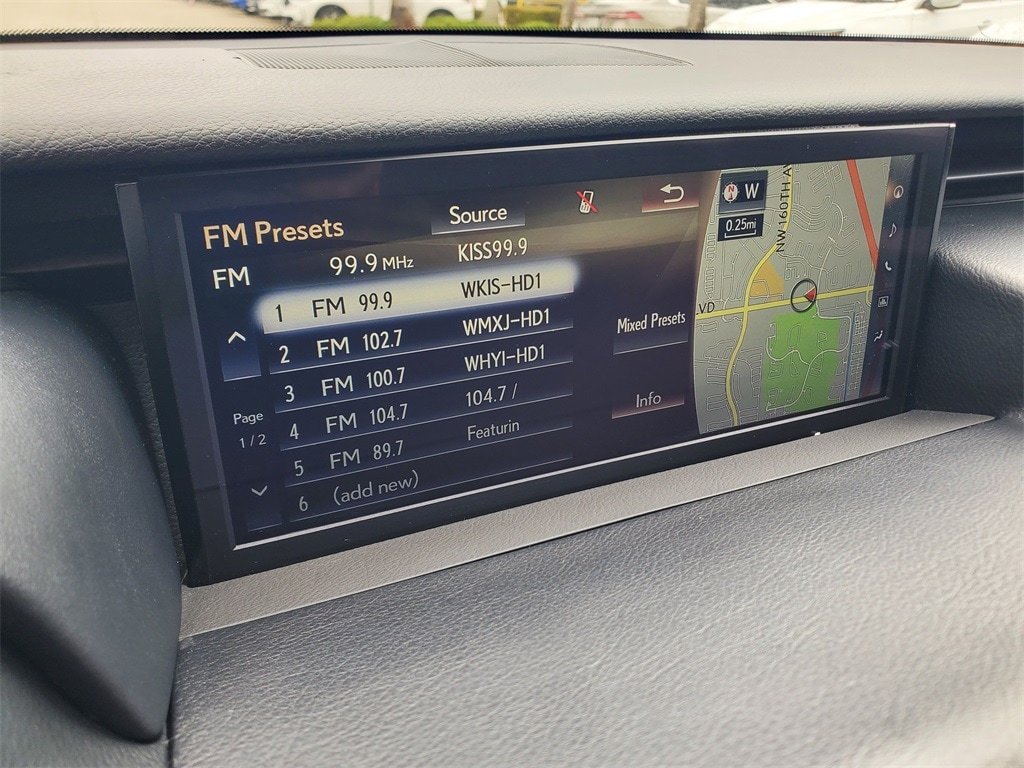 FM Presets
Source
FM
99.9 MHz
KISS99.9
1 FM 99.9 WKIS-HD1
2 FM 102.7 WMXJ-HD1
3 FM 100.7 WHYI-HD1
4 FM 104.7 104.7 /
5 FM 89.7 Featurin
6 (add new)
Page
1 / 2
Mixed Presets
Info
N W
0.25mi
NW 160TH AV
VD